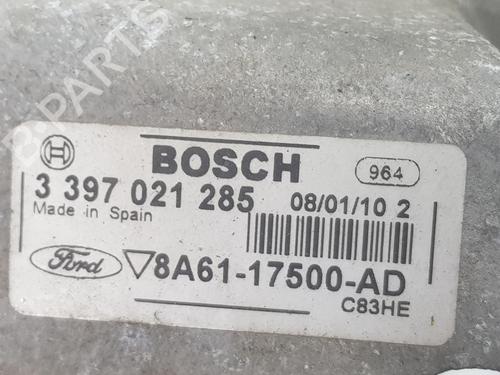 BOSCH
964
3 397 021 285
08/01/10 2
Made in Spain
Ford
8A61-17500-AD
C83HE
B-PARTS